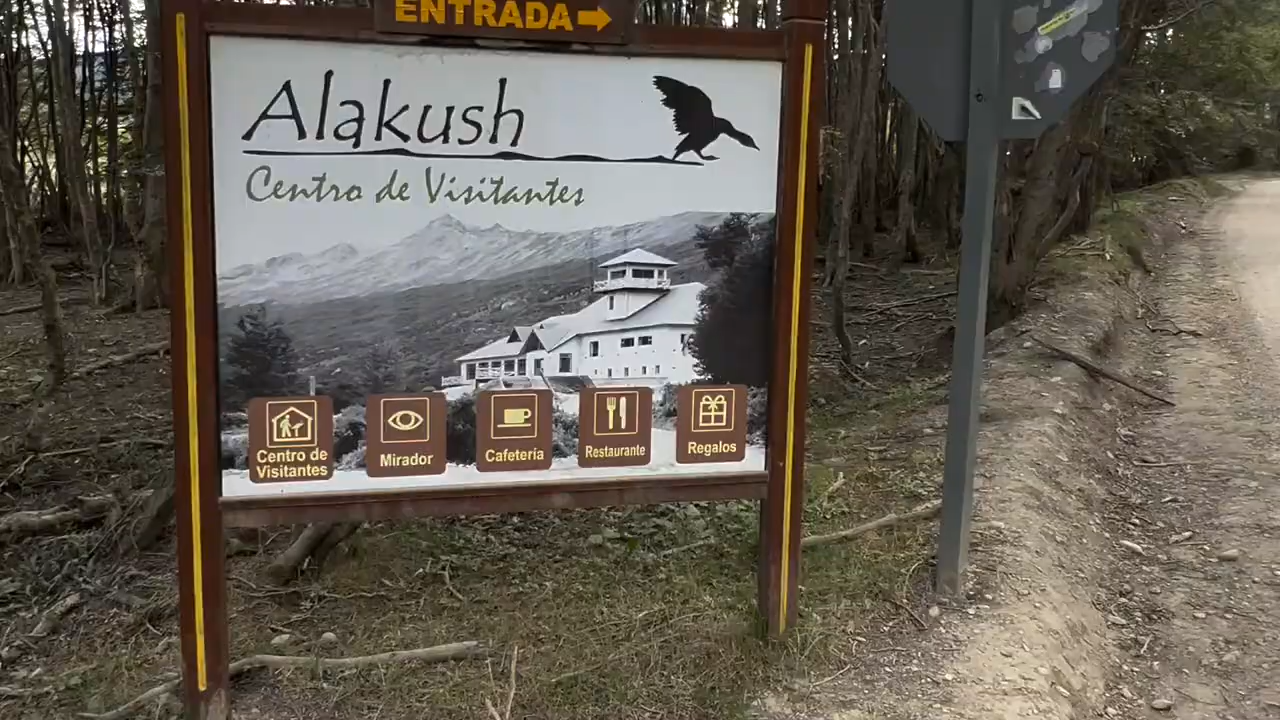 ENTRADA
Alakush
Centro de Visitantes
Centro de
Visitantes
Mirador
Cafetería
Restaurante
Regalos